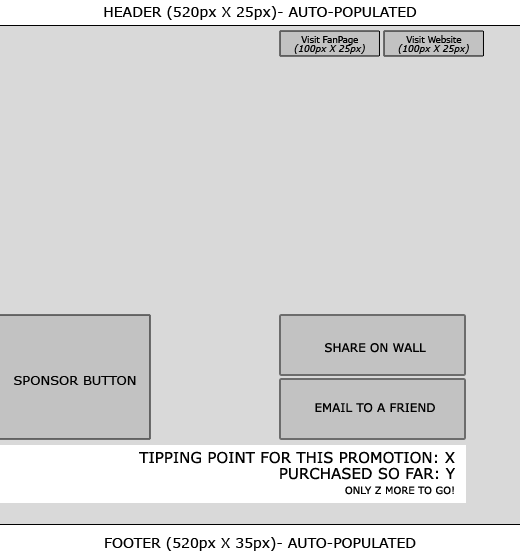 HEADER (520px X 25px)- AUTO-POPULATED
Visit FanPage
(100px X 25px)
Visit Website
(100px X 25px)
SPONSOR BUTTON
SHARE ON WALL
EMAIL TO A FRIEND
TIPPING POINT FOR THIS PROMOTION: X
PURCHASED SO FAR: Y
ONLY Z MORE TO GO!
FOOTER (520px X 35px)- AUTO-POPULATED